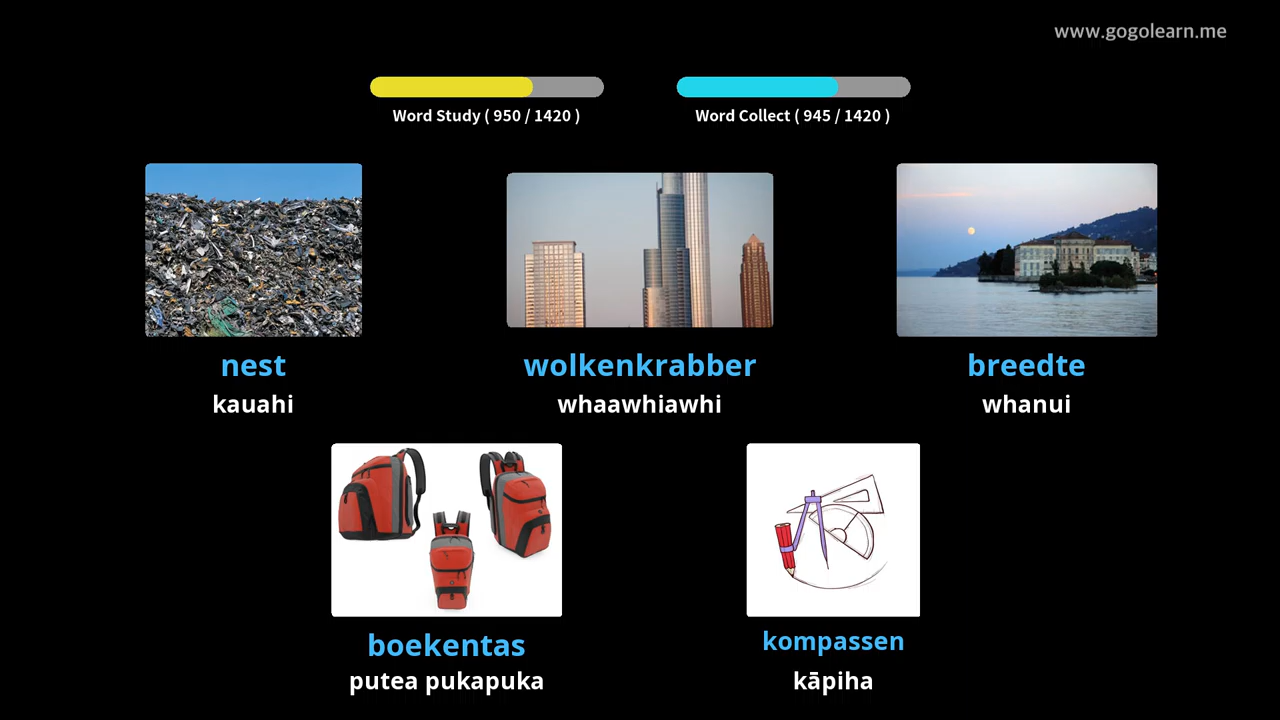 www.gogolearn.me
Word Study ( 950 / 1420 )
Word Collect ( 945 / 1420 )
nest
kauahi
wolkenkrabber
whaawhiawhi
breedte
whanui
boekentas
putea pukapuka
kompassen
kāpiha